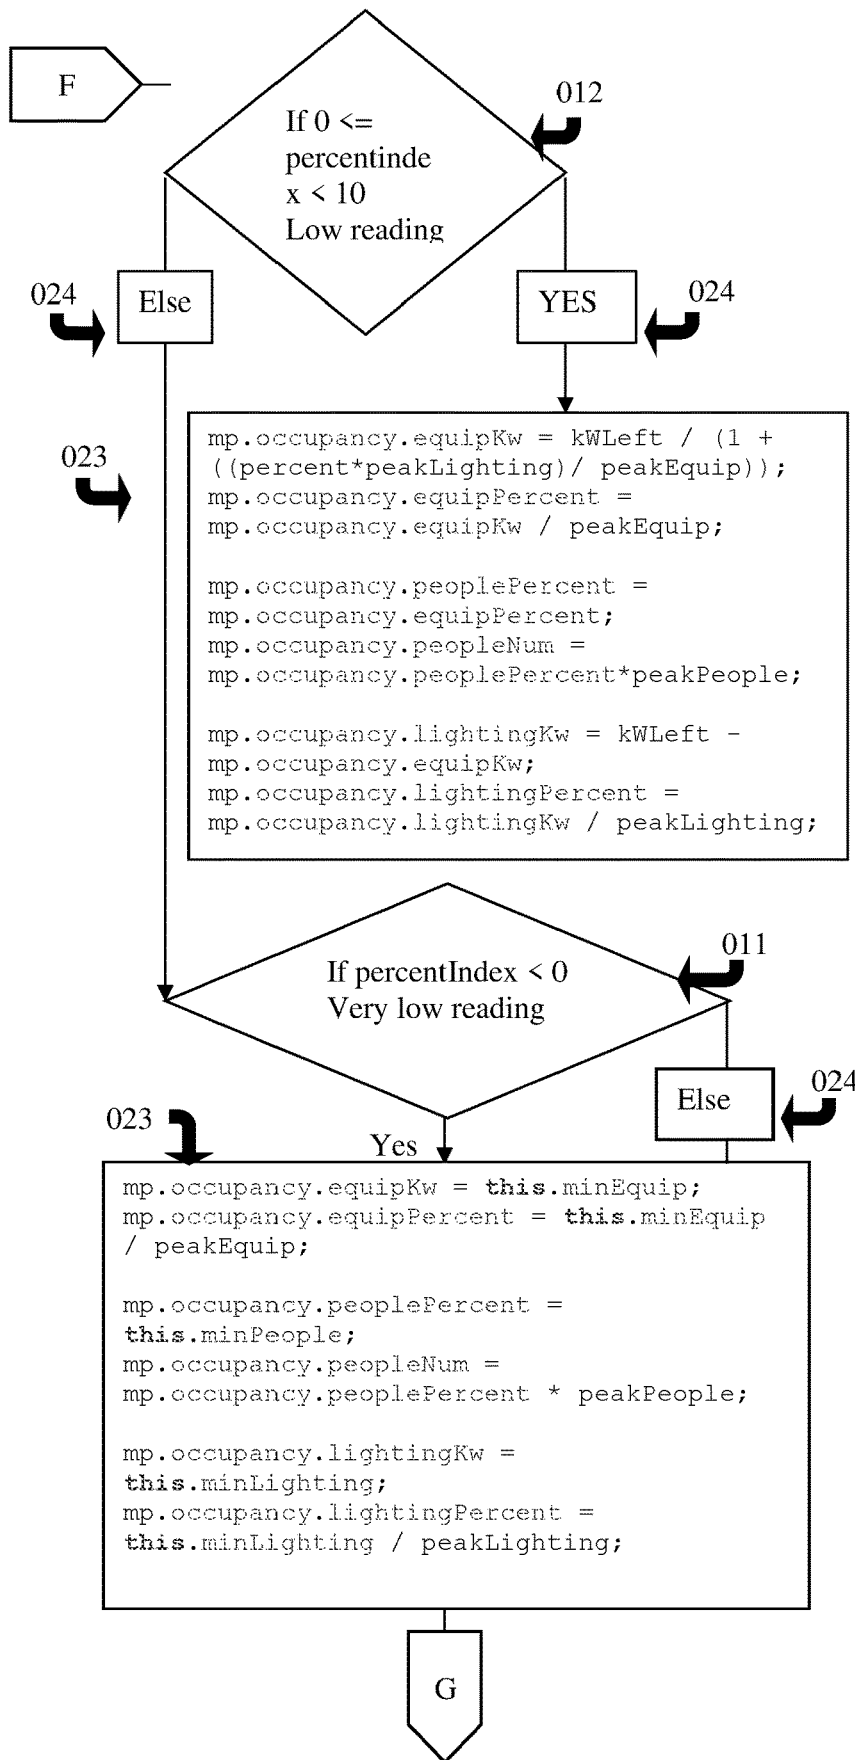 F
012
If 0 <=
percentinde
x < 10
Low reading
024
Else
YES
024
023
mp.occupancy.equipKw = kWLeft / (1 +
((percent*peakLighting)/ peakEquip));
mp.occupancy.equipPercent =
mp.occupancy.equipKw / peakEquip;
mp.occupancy.peoplePercent =
mp.occupancy.equipPercent;
mp.occupancy.peopleNum =
mp.occupancy.peoplePercent*peakPeople;
mp.occupancy.lightingKw = kWLeft -
mp.occupancy.equipKw;
mp.occupancy.lightingPercent =
mp.occupancy.lightingKw / peakLighting;
011
If percentIndex < 0
Very low reading
Else
024
023
Yes
mp.occupancy.equipKw = this.minEquip;
mp.occupancy.equipPercent = this.minEquip
/ peakEquip;
mp.occupancy.peoplePercent =
this.minPeople;
mp.occupancy.peopleNum =
mp.occupancy.peoplePercent * peakPeople;
mp.occupancy.lightingKw =
this.minLighting;
mp.occupancy.lightingPercent =
this.minLighting / peakLighting;
G